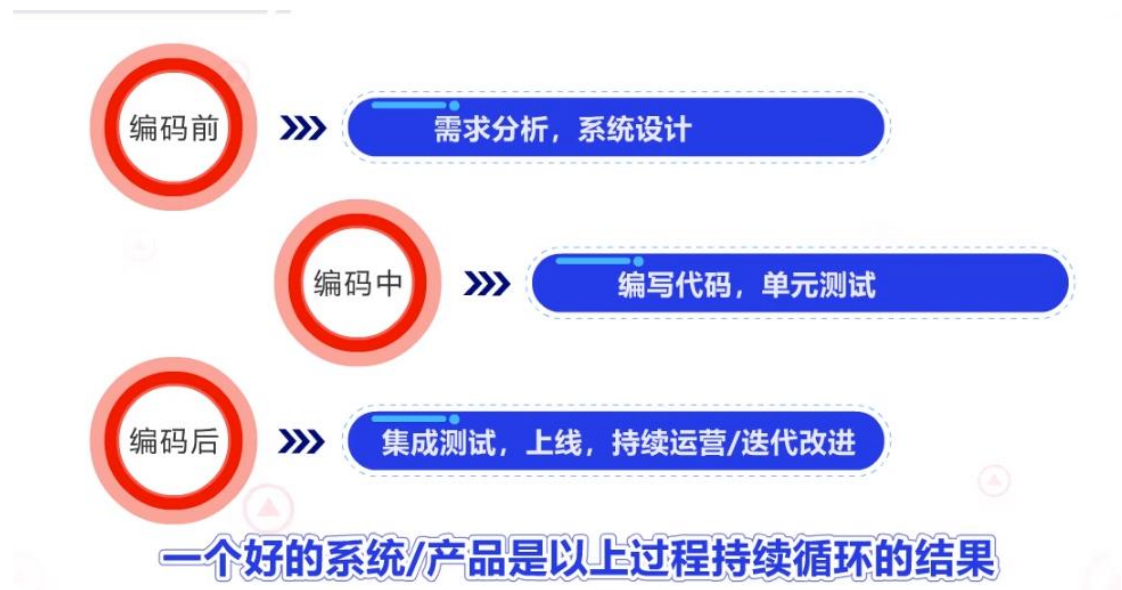 编码前
需求分析，系统设计
编码中
编写代码，单元测试
编码后
集成测试，上线，持续运营/迭代改进
一个好的系统/产品是以上过程持续循环的结果